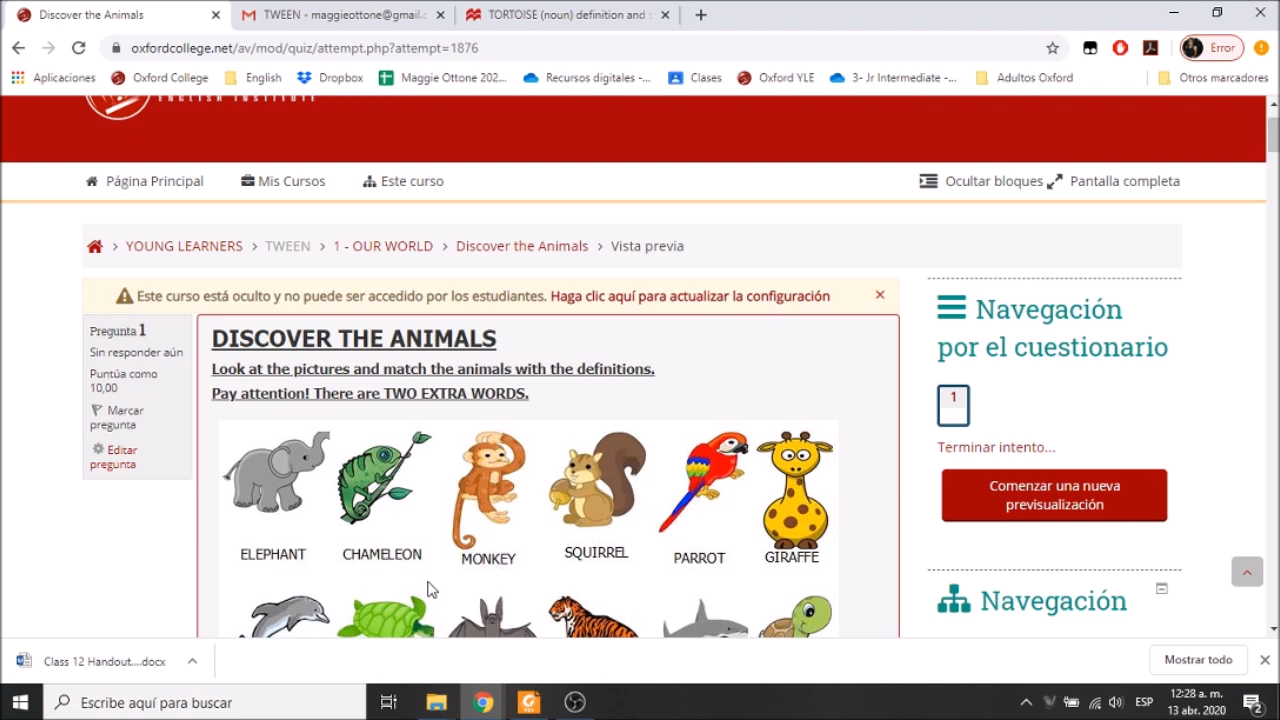 Discover the Animals
TWEEN - maggieottone@gmail.c
TORTOISE (noun) definition and s
oxfordcollege.net/av/mod/quiz/attempt.php?attempt=1876
Error
Aplicaciones
Oxford College
English
Dropbox
Maggie Ottone 202...
Recursos digitales -...
Clases
Oxford YLE
3- Jr Intermediate -...
Adultos Oxford
Otros marcadores
ENGLISH INSTITUTE
Página Principal
Mis Cursos
Este curso
Ocultar bloques
Pantalla completa
YOUNG LEARNERS > TWEEN > 1 - OUR WORLD > Discover the Animals > Vista previa
Este curso está oculto y no puede ser accedido por los estudiantes. Haga clic aquí para actualizar la configuración
Pregunta 1
Sin responder aún
Puntúa como
10,00
Marcar
pregunta
Editar
pregunta
DISCOVER THE ANIMALS
Look at the pictures and match the animals with the definitions.
Pay attention! There are TWO EXTRA WORDS.
ELEPHANT
CHAMELEON
MONKEY
SQUIRREL
PARROT
GIRAFFE
Navegación
por el cuestionario
1
Terminar intento...
Comenzar una nueva
previsualización
Navegación
Class 12 Handout....docx
Mostrar todo
Escribe aquí para buscar
ESP
12:28 a. m.
13 abr. 2020
2